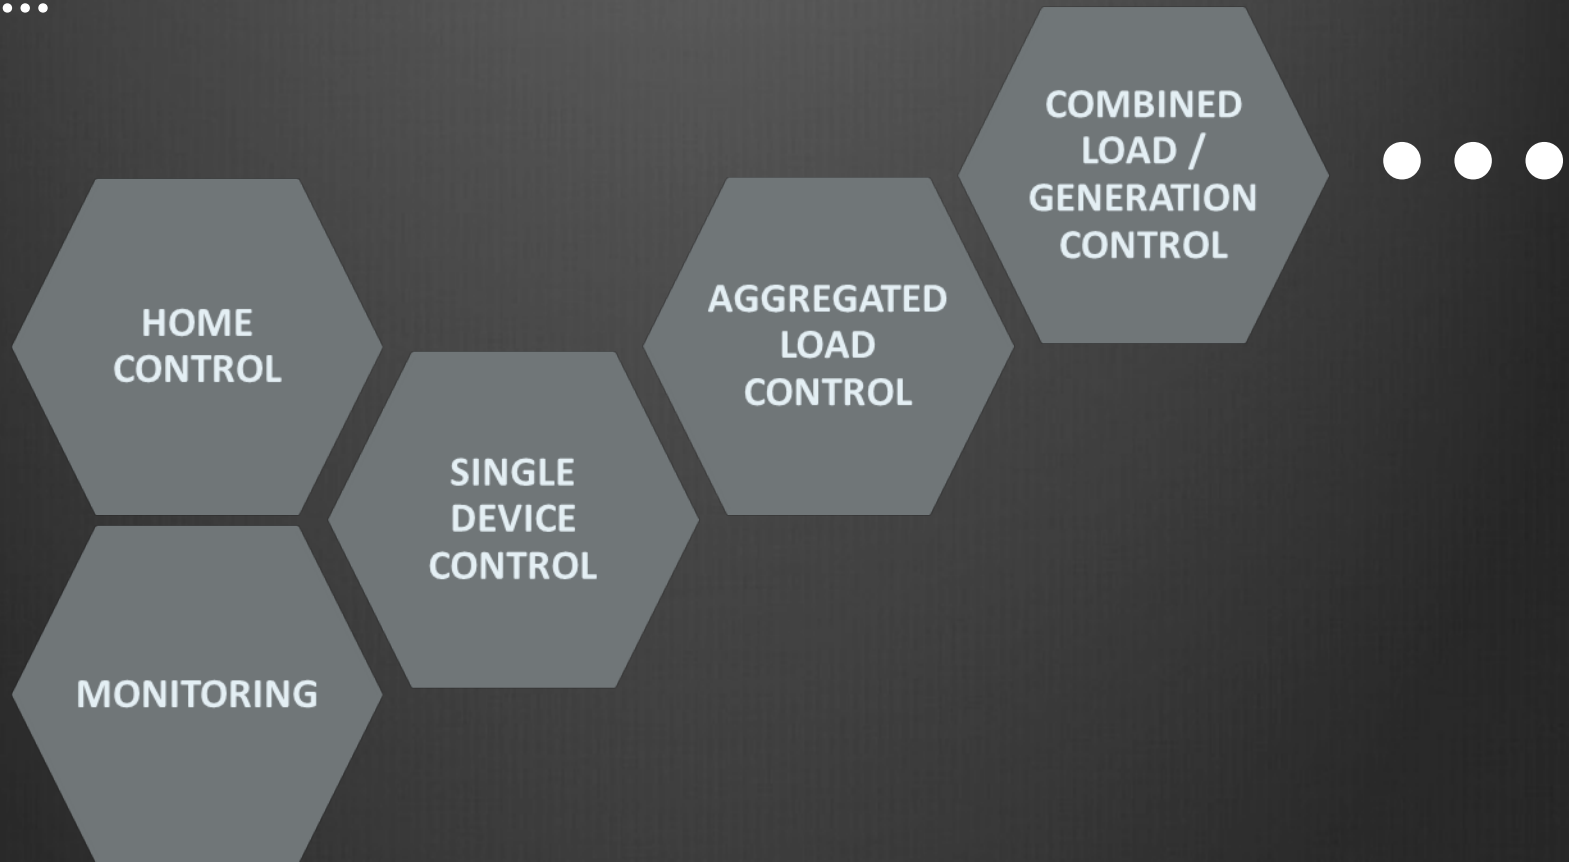 HOME
CONTROL
MONITORING
SINGLE
DEVICE
CONTROL
AGGREGATED
LOAD
CONTROL
COMBINED
LOAD /
GENERATION
CONTROL